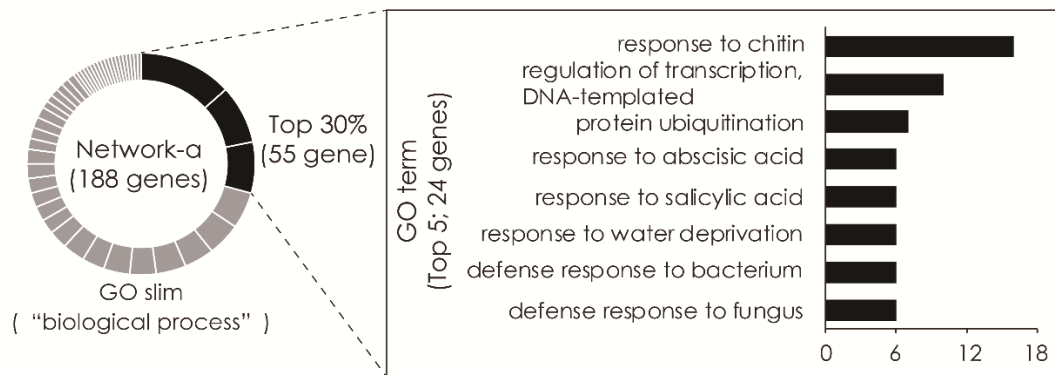 Network-a
(188 genes)
Top 30%
(55 gene)
GO slim
( “biological process” )
GO term
(Top 5; 24 genes)
response to chitin
regulation of transcription,
DNA-templated
protein ubiquitination
response to abscisic acid
response to salicylic acid
response to water deprivation
defense response to bacterium
defense response to fungus
0 6 12 18